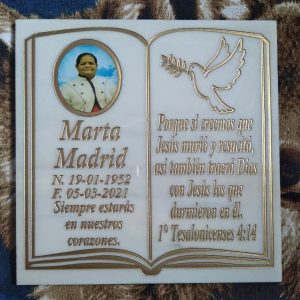 Marta
Madrid
N. 19-01-1952
F. 05-03-2021
Siempre estarás
en nuestros
corazones.
Porque si creemos que
Jesús murió y resucitó,
así también traerá Dios
con Jesús los que
durmieron en él.
1º Tesalonicenses 4:14